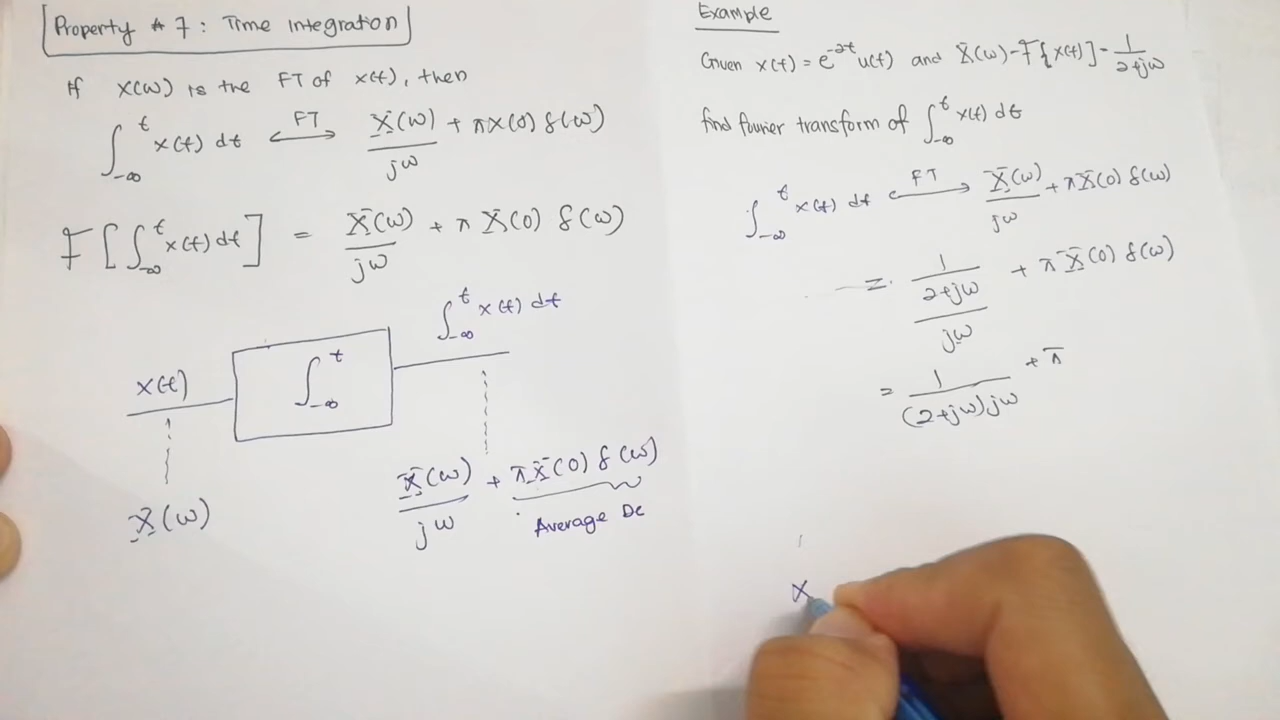 Property # 7 : Time Integration
If X(ω) is the FT of x(t), then
∫_{-∞}^{t} x(t) dt ⟷^{FT} X(ω)/jω + πX(0) δ(ω)
F[∫_{-∞}^{t} x(t) dt] = X(ω)/jω + π X(0) δ(ω)
∫_{-∞}^{t} x(t) dt
x(t)
∫_{-∞}^{t}
X(ω)
X(ω)/jω + πX(0) δ(ω)
Average DC
Example
Given x(t) = e^{-2t} u(t) and X(ω) = F{x(t)] = 1/2+jω
find fourier transform of ∫_{-∞}^{t} x(t) dt
∫_{-∞}^{t} x(t) dt ⟷^{FT} X(ω)/jω + πX(0) δ(ω)
= (1/2+jω)/jω + π X(0) δ(ω)
= 1/(2+jω)jω + π
X